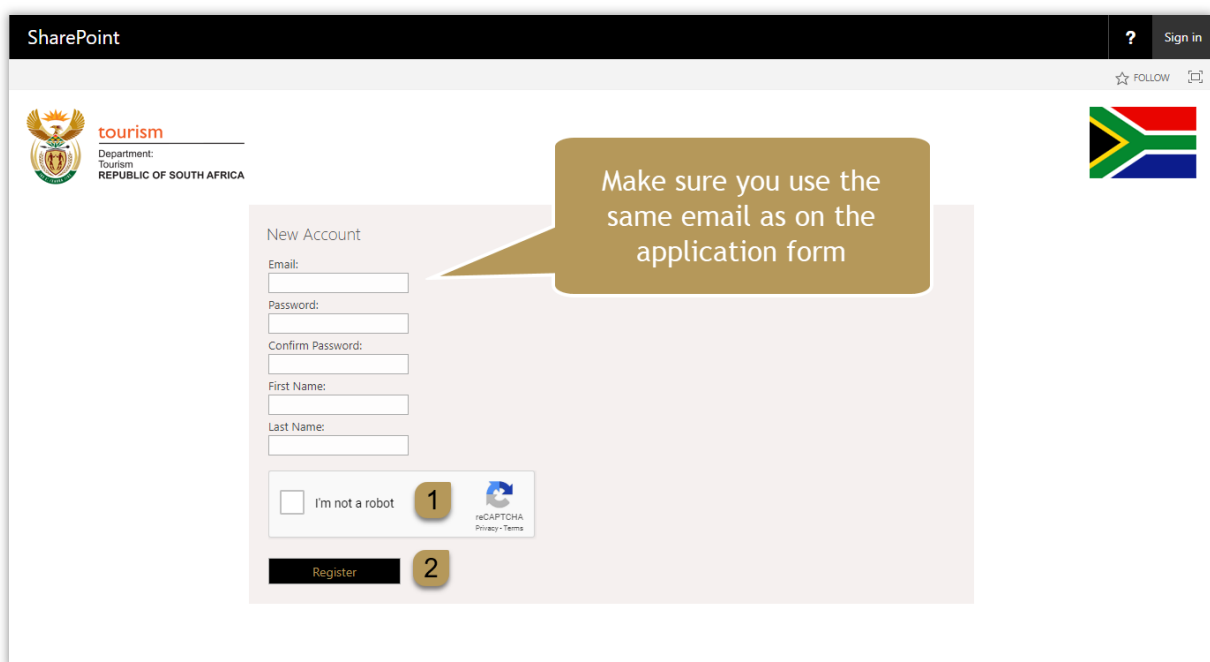 SharePoint
? Sign in
FOLLOW
tourism
Department:
Tourism
REPUBLIC OF SOUTH AFRICA
Make sure you use the
same email as on the
application form
New Account
Email:
Password:
Confirm Password:
First Name:
Last Name:
I'm not a robot
1
reCAPTCHA
Privacy - Terms
Register
2